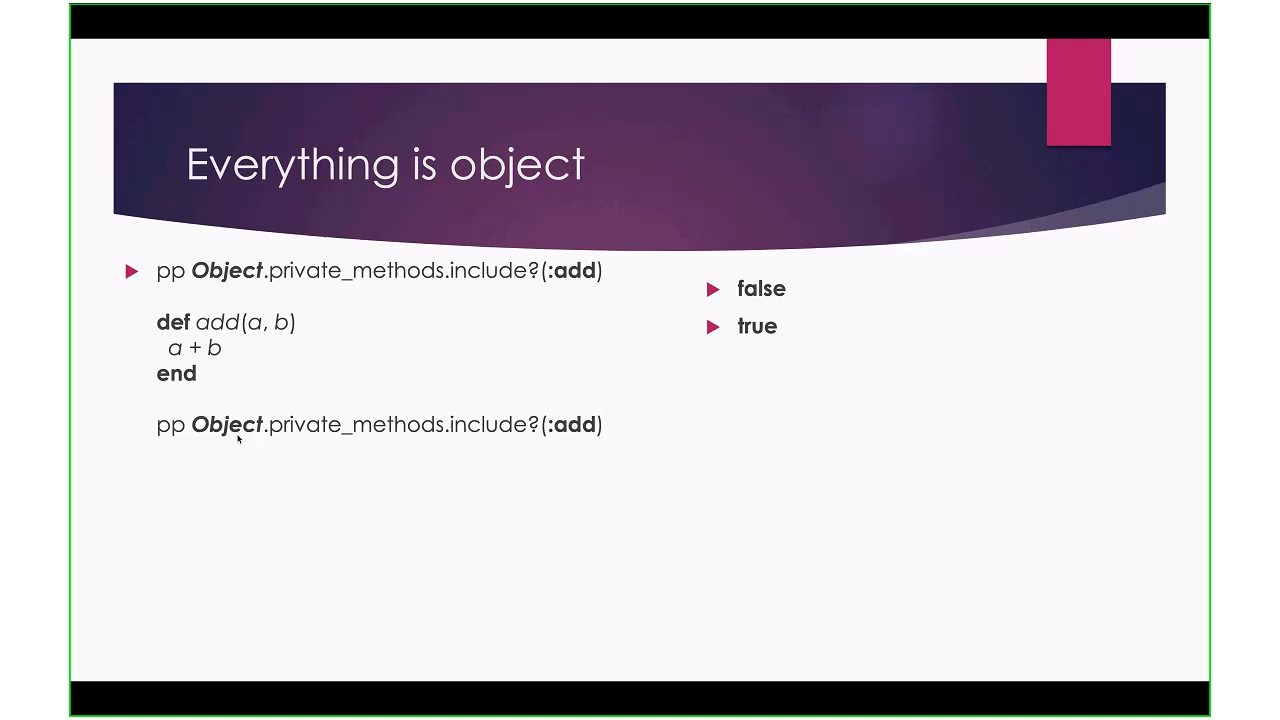 Everything is object
pp Object.private_methods.include?(:add)
def add(a, b)
a + b
end
pp Object.private_methods.include?(:add)
false
true